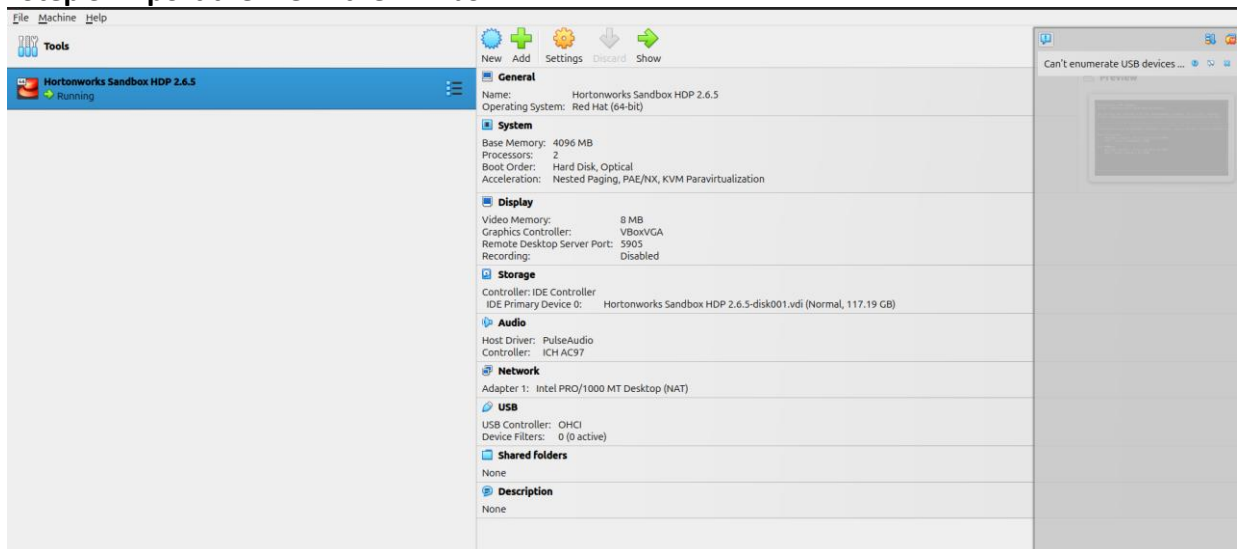 File Machine Help
Tools
New Add Settings Discard Show
Hortonworks Sandbox HDP 2.6.5
Running
General
Name: Hortonworks Sandbox HDP 2.6.5
Operating System: Red Hat (64-bit)
System
Base Memory: 4096 MB
Processors: 2
Boot Order: Hard Disk, Optical
Acceleration: Nested Paging, PAE/NX, KVM Paravirtualization
Display
Video Memory: 8 MB
Graphics Controller: VBoxVGA
Remote Desktop Server Port: 5905
Recording: Disabled
Storage
Controller: IDE Controller
IDE Primary Device 0: Hortonworks Sandbox HDP 2.6.5-disk001.vdi (Normal, 117.19 GB)
Audio
Host Driver: PulseAudio
Controller: ICH AC97
Network
Adapter 1: Intel PRO/1000 MT Desktop (NAT)
USB
USB Controller: OHCI
Device Filters: 0 (0 active)
Shared folders
None
Description
None
Can't enumerate USB devices ...
Preview